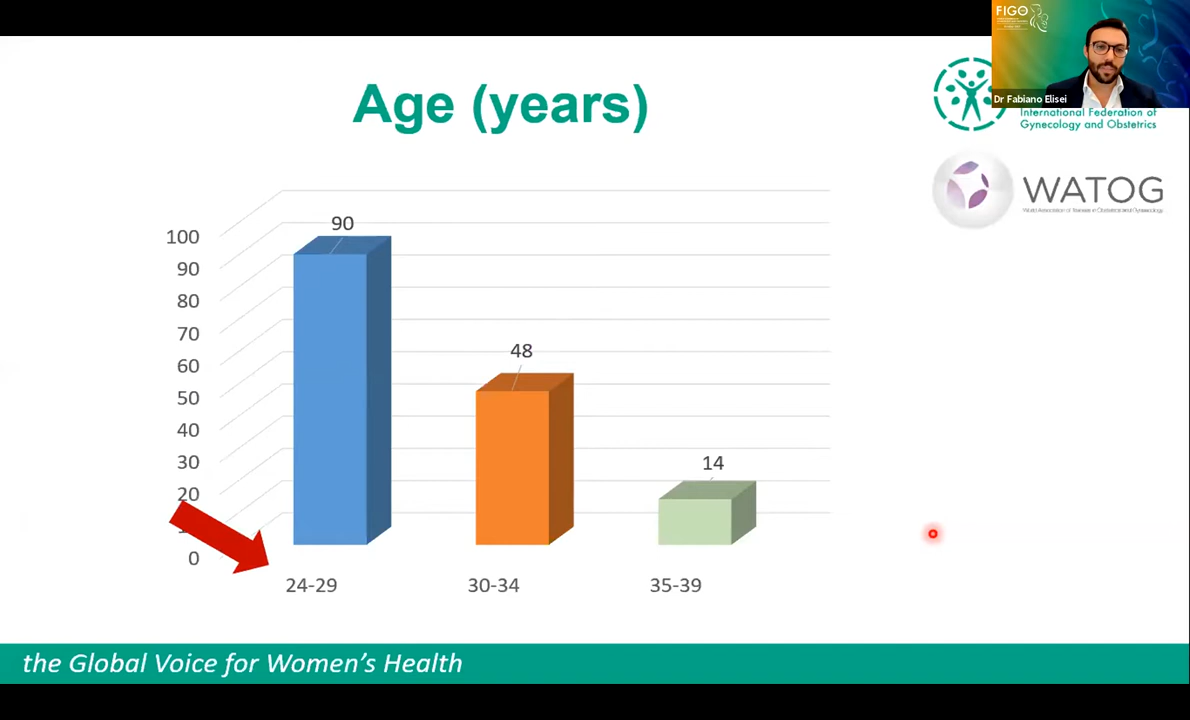 FIGO
Dr Fabiano Elisei
International Federation of
Gynecology and Obstetrics
WATOG
World Association of Trainees in Obstetrics and Gynecology
Age (years)
100
90
80
70
60
50
40
30
20
0
90
48
14
24-29
30-34
35-39
the Global Voice for Women's Health